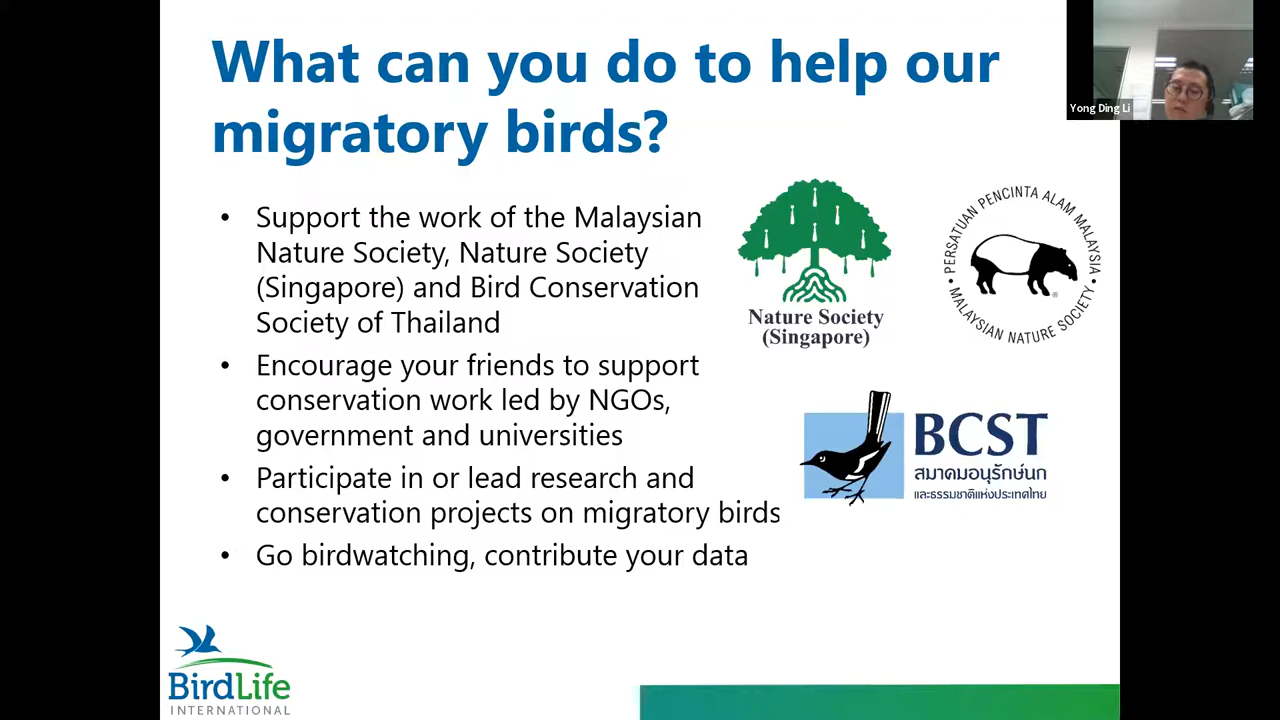 What can you do to help our
migratory birds?
Yong Ding Li
• Support the work of the Malaysian
Nature Society, Nature Society
(Singapore) and Bird Conservation
Society of Thailand
• Encourage your friends to support
conservation work led by NGOs,
government and universities
• Participate in or lead research and
conservation projects on migratory birds
• Go birdwatching, contribute your data
Nature Society
(Singapore)
• PERSATUAN PENCINTA ALAM MALAYSIA •
MALAYSIAN NATURE SOCIETY
®
BCST
สมาคมอนุรักษ์นก
และธรรมชาติแห่งประเทศไทย
BirdLife
INTERNATIONAL